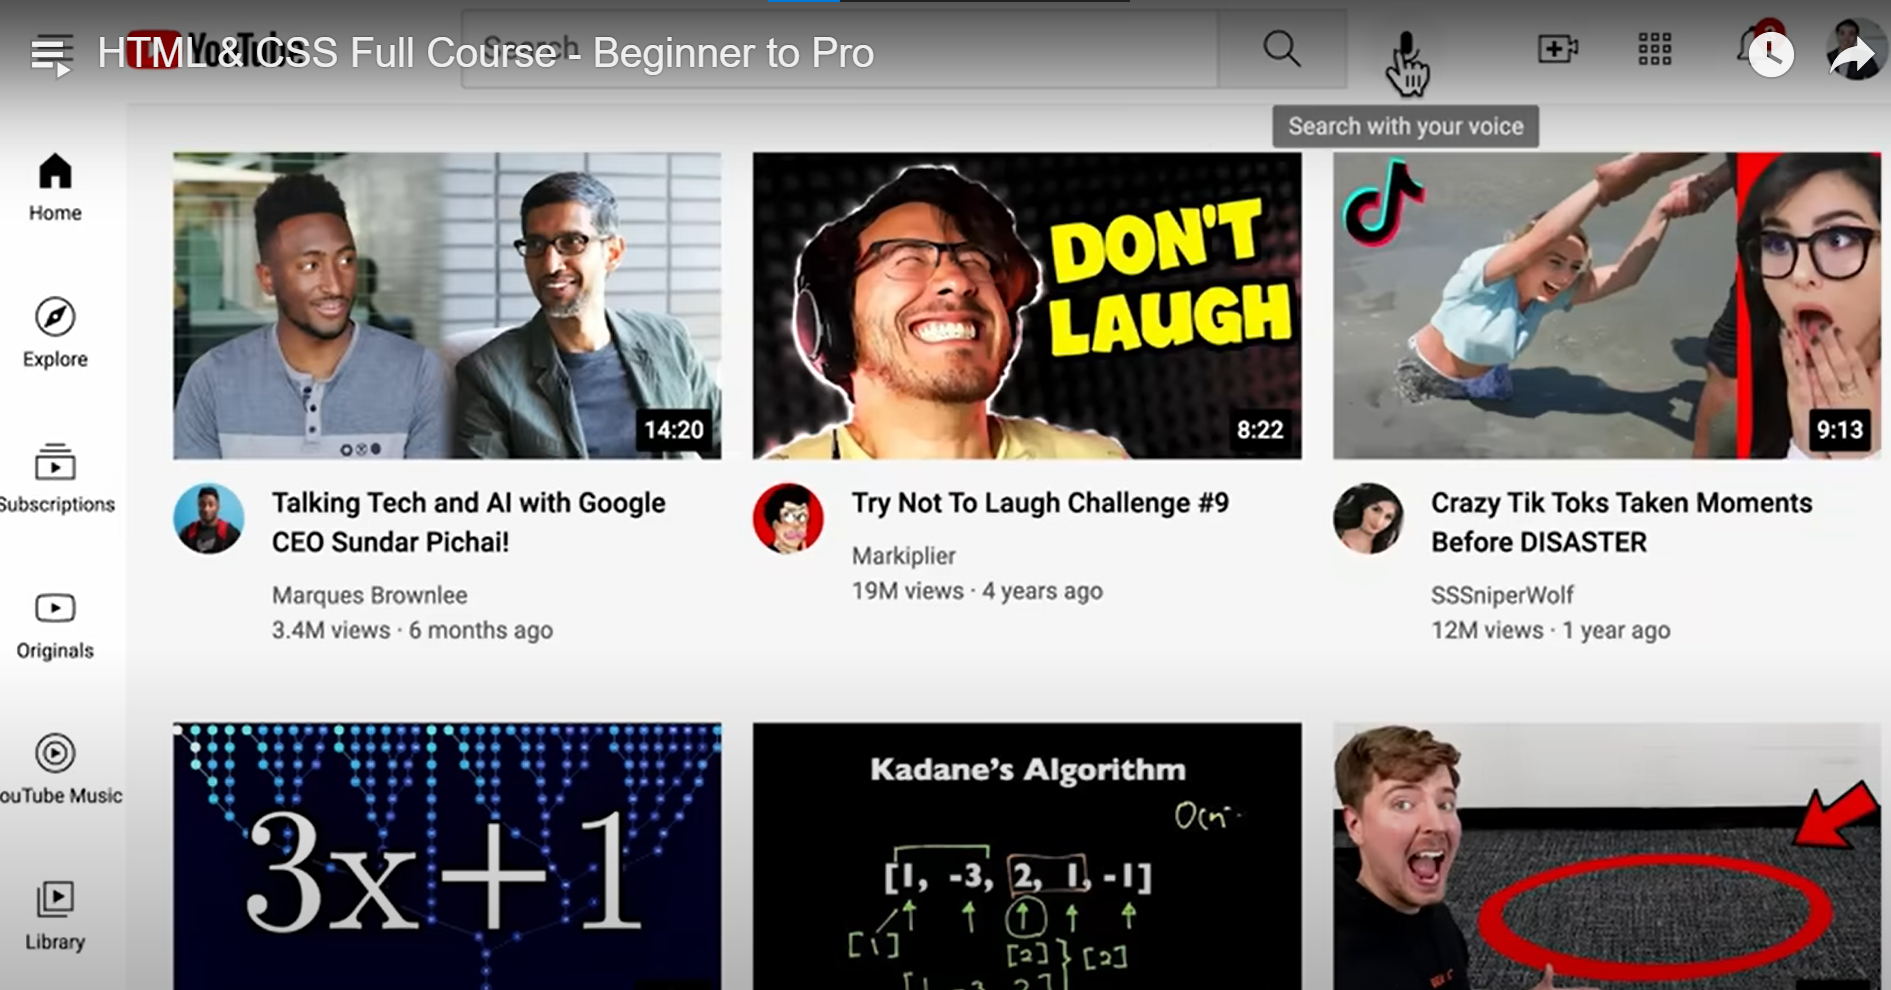 HTML & CSS Full Course - Beginner to Pro
YouTube
Search
2
Search with your voice
Home
Explore
Subscriptions
Originals
ouTube Music
Library
14:20
Talking Tech and AI with Google
CEO Sundar Pichai!
Marques Brownlee
3.4M views · 6 months ago
DON'T
LAUGH
8:22
Try Not To Laugh Challenge #9
Markiplier
19M views · 4 years ago
9:13
Crazy Tik Toks Taken Moments
Before DISASTER
SSSniperWolf
12M views · 1 year ago
3x+1
Kadane's Algorithm
[1, -3, 2, 1, -1]
[1]
[2]
[2]